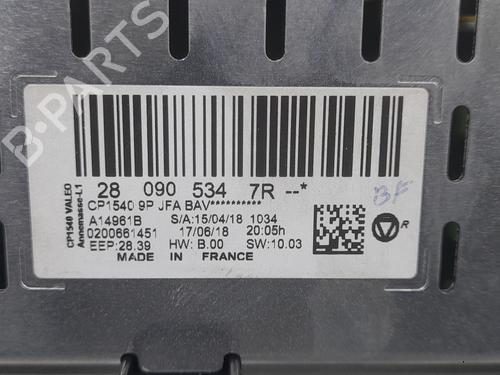 28 090 534 7R --*
CP1540 VALEO
Annemasse-L1
CP1540 9P JFA BAV**********
A14961B S/A:15/04/18 1034
0200661451 17/06/18 20:05h
EEP:28.39 HW: B.00 SW:10.03
MADE IN FRANCE
BF
R
B-PARTS